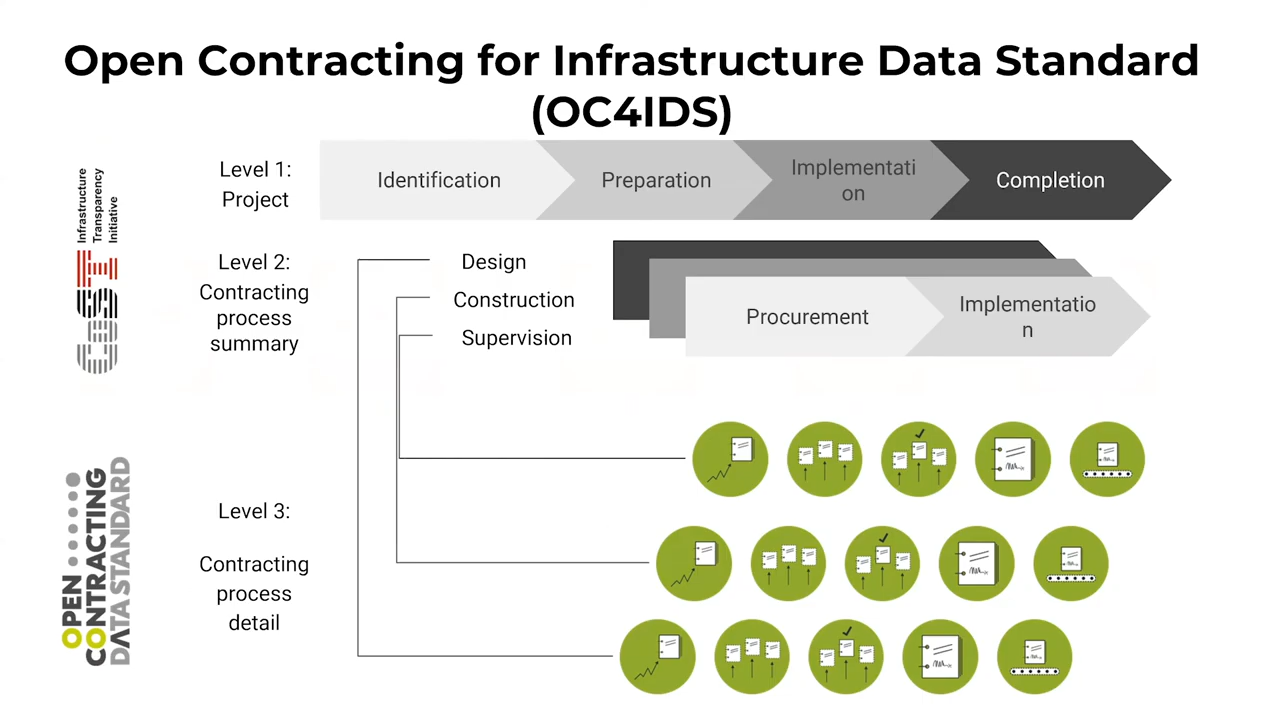 Open Contracting for Infrastructure Data Standard
(OC4IDS)
Level 1:
Project
Identification
Preparation
Implementati
on
Completion
Infrastructure
Transparency
Initiative
CoST
Level 2:
Contracting
process
summary
Design
Construction
Supervision
Procurement
Implementatio
n
OPEN
CONTRACTING
DATA STANDARD
Level 3:
Contracting
process
detail